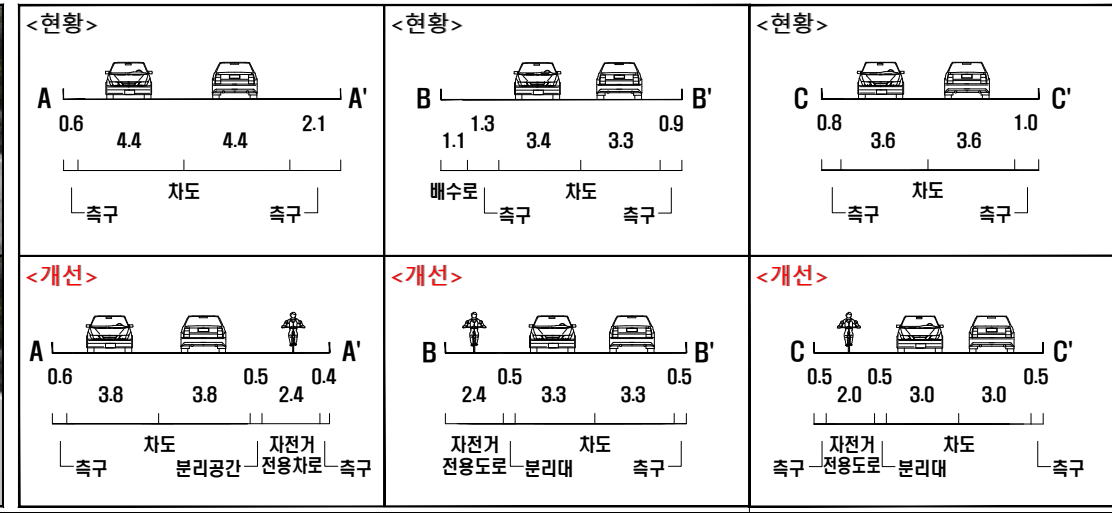 <현황>
A A'
0.6 2.1
4.4 4.4
차도
측구 측구
<현황>
B B'
1.3 0.9
1.1 3.4 3.3
배수로 차도
측구 측구
<현황>
C C'
0.8 1.0
3.6 3.6
차도
측구 측구
<개선>
A A'
0.6 0.5 0.4
3.8 3.8 2.4
차도 자전거
측구 분리공간 전용차로 측구
<개선>
B B'
0.5 0.5
2.4 3.3 3.3
자전거 차도
전용도로 분리대 측구
<개선>
C C'
0.5 0.5 0.5
2.0 3.0 3.0
자전거 차도
측구 전용도로 분리대 측구